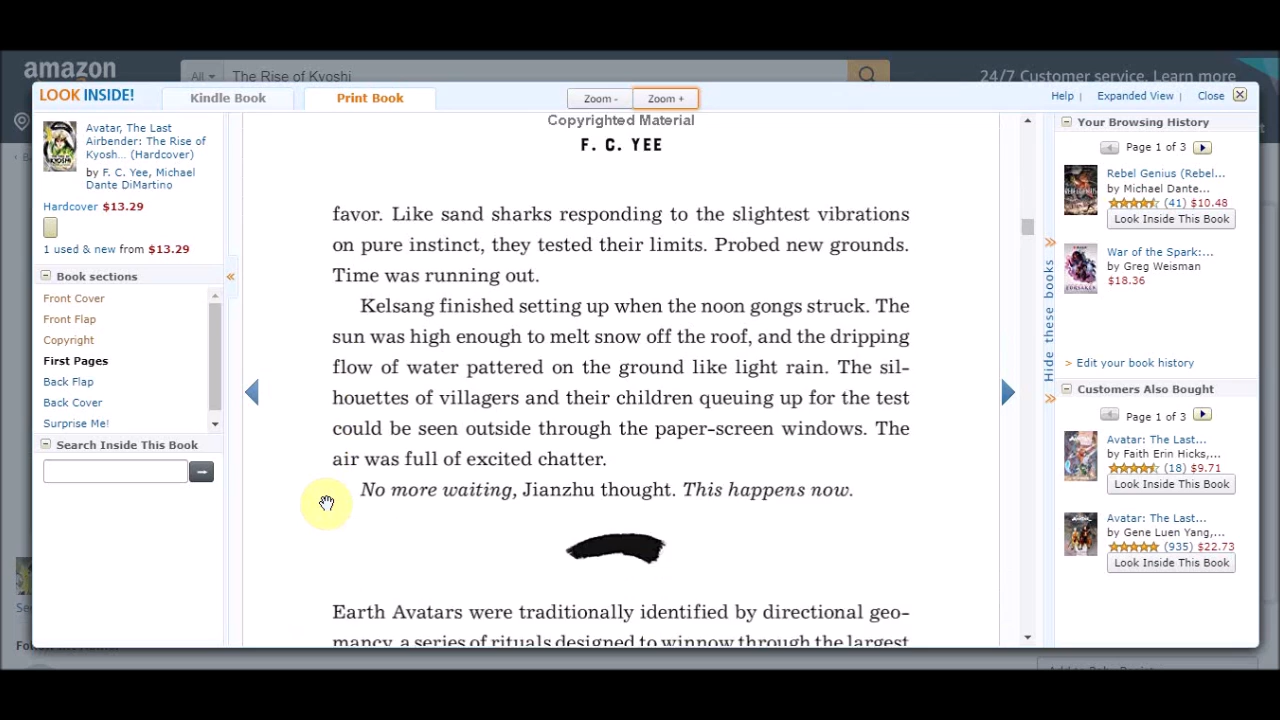 amazon
All
The Rise of Kyoshi
24/7 Customer service. Learn more
LOOK INSIDE!
Kindle Book
Print Book
Zoom -
Zoom +
Help |
Expanded View |
Close
Avatar, The Last
Airbender: The Rise of
Kyosh... (Hardcover)
by F. C. Yee, Michael
Dante DiMartino
Hardcover $13.29
1 used & new from $13.29
Book sections
Front Cover
Front Flap
Copyright
First Pages
Back Flap
Back Cover
Surprise Me!
Search Inside This Book
Copyrighted Material
F. C. YEE
favor. Like sand sharks responding to the slightest vibrations
on pure instinct, they tested their limits. Probed new grounds.
Time was running out.
Kelsang finished setting up when the noon gongs struck. The
sun was high enough to melt snow off the roof, and the dripping
flow of water pattered on the ground like light rain. The sil-
houettes of villagers and their children queuing up for the test
could be seen outside through the paper-screen windows. The
air was full of excited chatter.
No more waiting, Jianzhu thought. This happens now.
Earth Avatars were traditionally identified by directional geo-
mancy, a series of rituals designed to winnow through the largest
Hide these books
Your Browsing History
Page 1 of 3
Rebel Genius (Rebel...
by Michael Dante...
(41) $10.48
Look Inside This Book
War of the Spark:...
by Greg Weisman
$18.36
> Edit your book history
Customers Also Bought
Page 1 of 3
Avatar: The Last...
by Faith Erin Hicks,...
(18) $9.71
Look Inside This Book
Avatar: The Last...
by Gene Luen Yang,...
(935) $22.73
Look Inside This Book